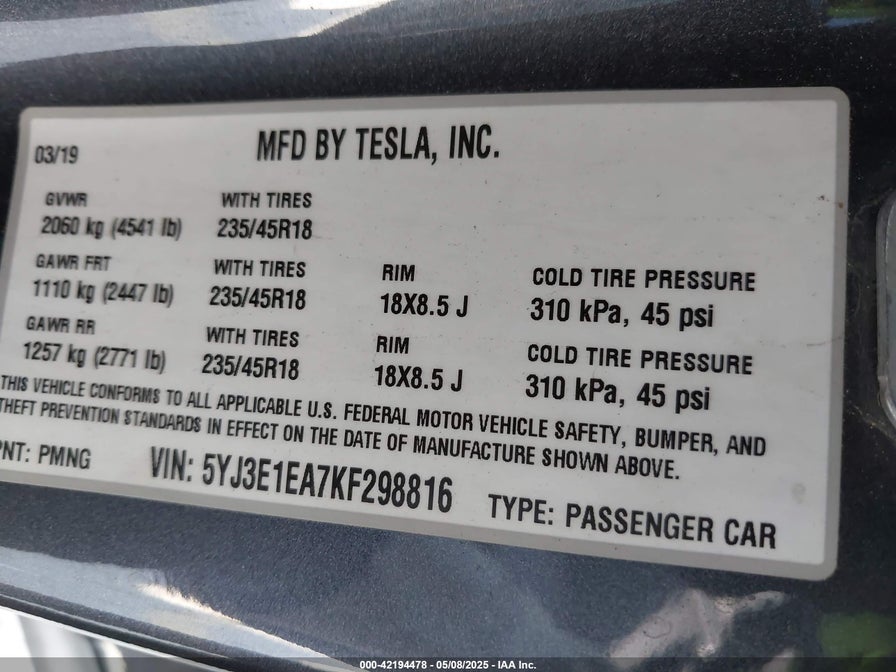 03/19 MFD BY TESLA, INC.
GVWR WITH TIRES
2060 kg (4541 lb) 235/45R18
GAWR FRT WITH TIRES RIM COLD TIRE PRESSURE
1110 kg (2447 lb) 235/45R18 18X8.5 J 310 kPa, 45 psi
GAWR RR WITH TIRES RIM COLD TIRE PRESSURE
1257 kg (2771 lb) 235/45R18 18X8.5 J 310 kPa, 45 psi
THIS VEHICLE CONFORMS TO ALL APPLICABLE U.S. FEDERAL MOTOR VEHICLE SAFETY, BUMPER, AND
THEFT PREVENTION STANDARDS IN EFFECT ON THE DATE OF MANUFACTURE SHOWN ABOVE.
PNT: PMNG VIN: 5YJ3E1EA7KF298816 TYPE: PASSENGER CAR
000-42194478 - 05/08/2025 - IAA Inc.